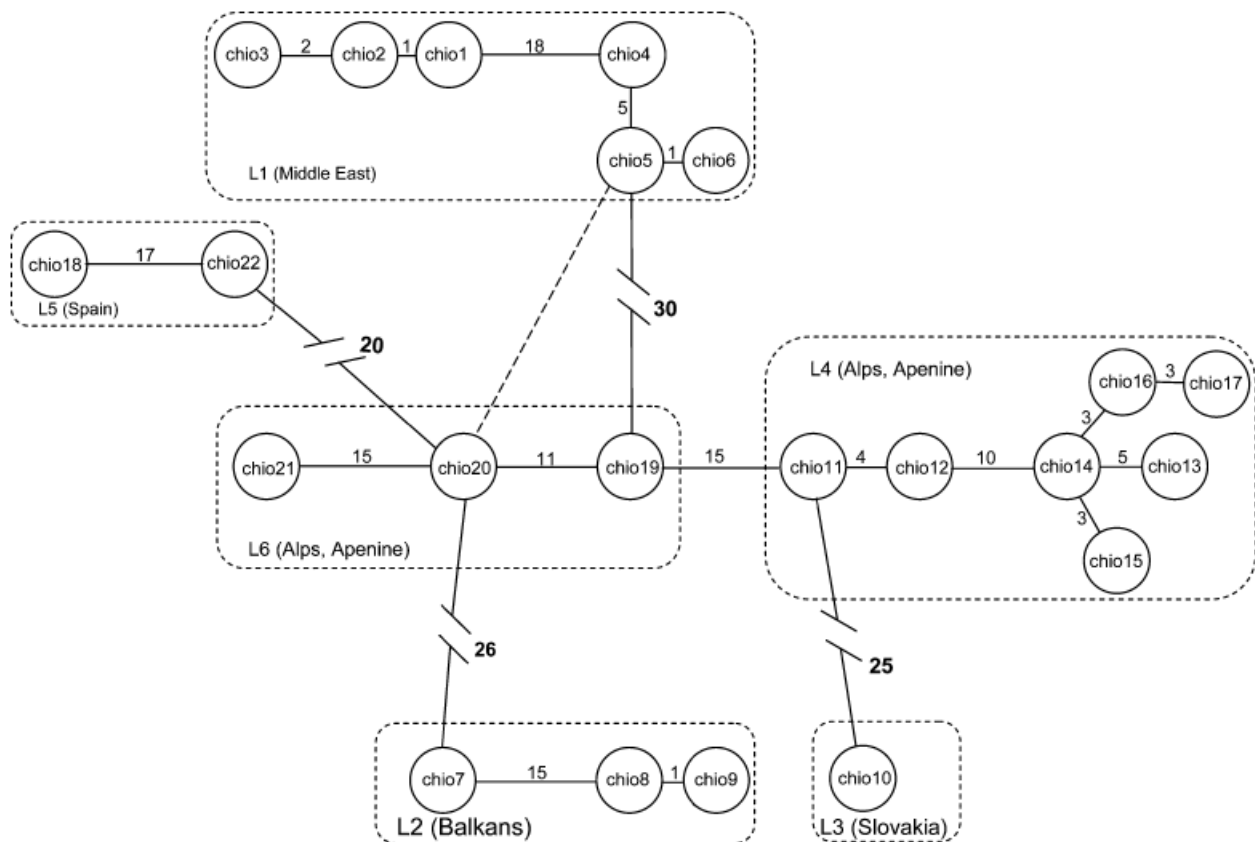 chio3 2 chio2 1 chio1 18 chio4
5
chio5 1 chio6
L1 (Middle East)
chio18 17 chio22
L5 (Spain)
30
20
L4 (Alps, Apenine)
chio16 3 chio17
3
chio21 15 chio20 11 chio19 15 chio11 4 chio12 10 chio14 5 chio13
3
chio15
L6 (Alps, Apenine)
26
25
chio7 15 chio8 1 chio9
chio10
L2 (Balkans)
L3 (Slovakia)